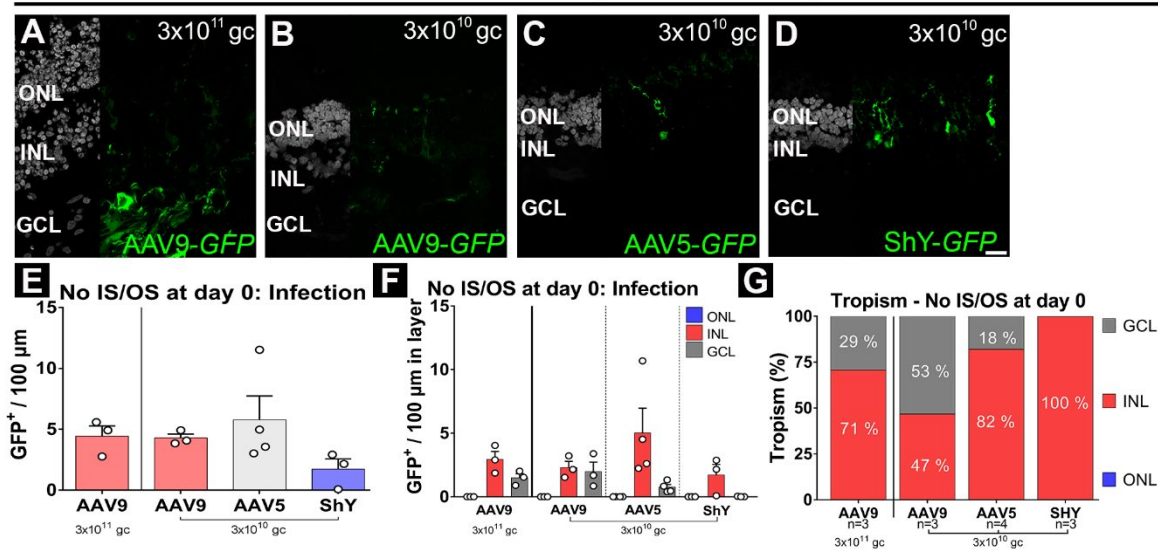 A
3x10¹¹ gc
ONL
INL
GCL
AAV9-GFP
B
3x10¹⁰ gc
ONL
INL
GCL
AAV9-GFP
C
3x10¹⁰ gc
ONL
INL
GCL
AAV5-GFP
D
3x10¹⁰ gc
ONL
INL
GCL
ShY-GFP
E
No IS/OS at day 0: Infection
GFP⁺ / 100 µm
15
10
5
0
AAV9 AAV9 AAV5 ShY
3x10¹¹ gc 3x10¹⁰ gc
F
No IS/OS at day 0: Infection
GFP⁺ / 100 µm in layer
15
10
5
0
ONL
INL
GCL
AAV9 AAV9 AAV5 ShY
3x10¹¹ gc 3x10¹⁰ gc
G
Tropism - No IS/OS at day 0
Tropism (%)
100
75
50
25
0
29 % 53 % 18 % 100 %
71 % 47 % 82 %
GCL
INL
ONL
AAV9 AAV9 AAV5 SHY
n=3 n=3 n=4 n=3
3x10¹¹ gc 3x10¹⁰ gc